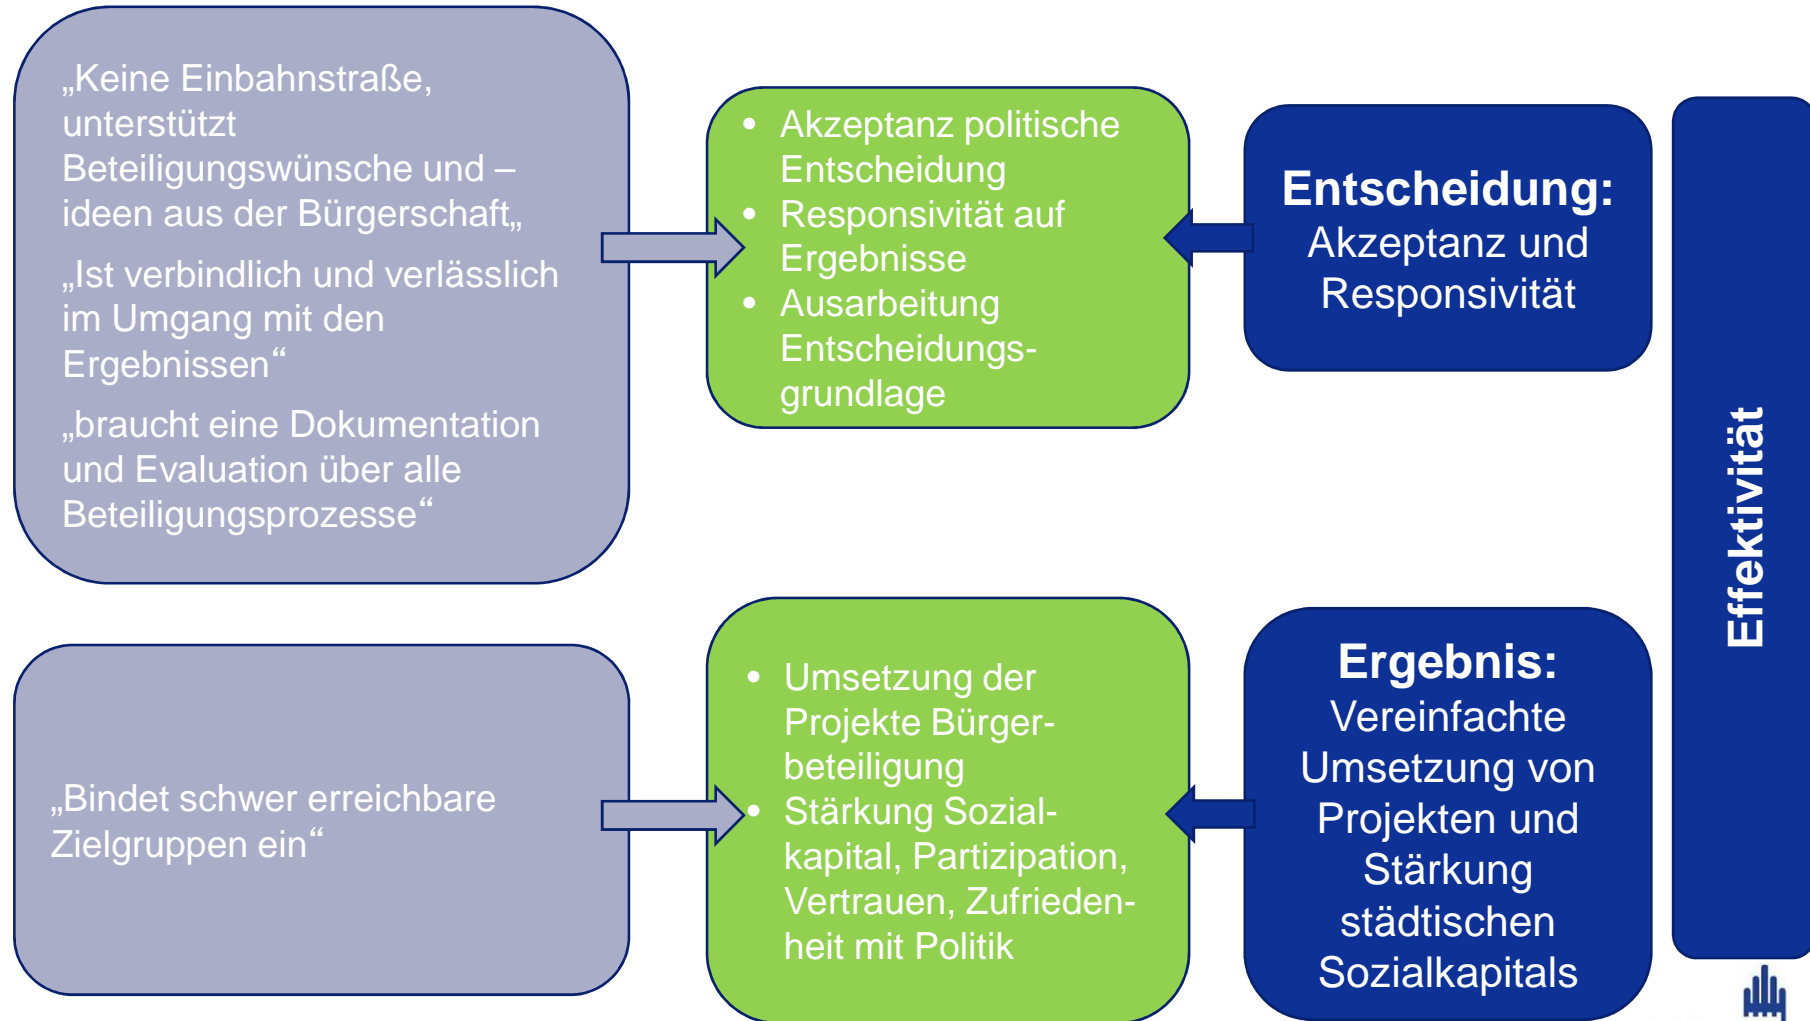 „Keine Einbahnstraße,
unterstützt
Beteiligungswünsche und –
ideen aus der Bürgerschaft„
„Ist verbindlich und verlässlich
im Umgang mit den
Ergebnissen“
„braucht eine Dokumentation
und Evaluation über alle
Beteiligungsprozesse“
• Akzeptanz politische
Entscheidung
• Responsivität auf
Ergebnisse
• Ausarbeitung
Entscheidungs-
grundlage
Entscheidung:
Akzeptanz und
Responsivität
„Bindet schwer erreichbare
Zielgruppen ein“
• Umsetzung der
Projekte Bürger-
beteiligung
• Stärkung Sozial-
kapital, Partizipation,
Vertrauen, Zufrieden-
heit mit Politik
Ergebnis:
Vereinfachte
Umsetzung von
Projekten und
Stärkung
städtischen
Sozialkapitals
Effektivität